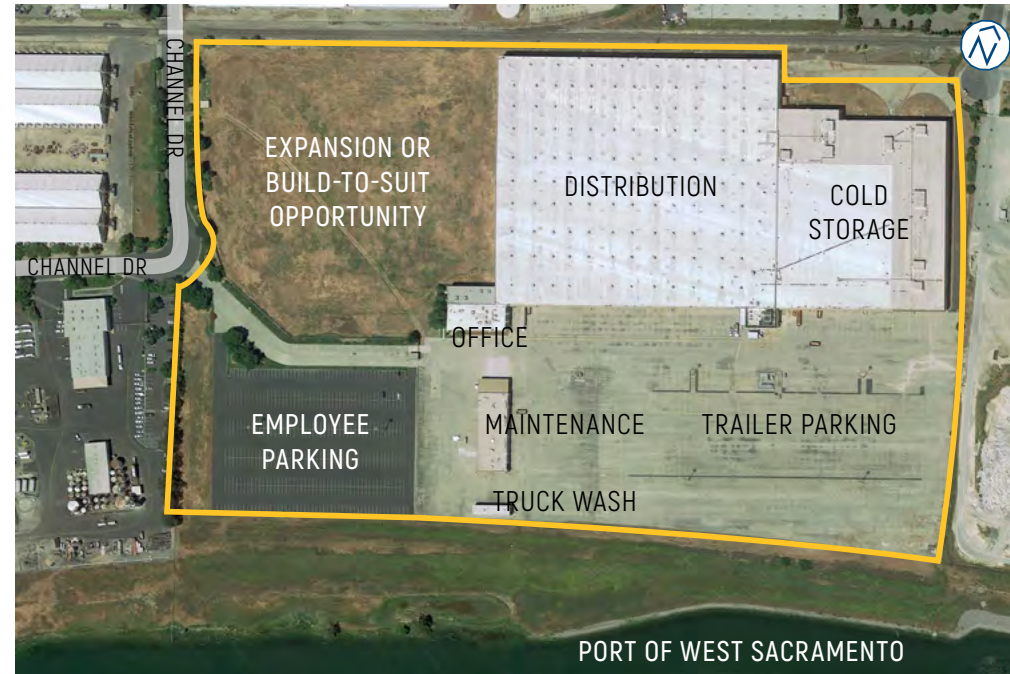 CHANNEL DR
N
EXPANSION OR
BUILD-TO-SUIT
OPPORTUNITY
DISTRIBUTION
COLD
STORAGE
CHANNEL DR
OFFICE
EMPLOYEE
PARKING
MAINTENANCE
TRAILER PARKING
TRUCK WASH
PORT OF WEST SACRAMENTO